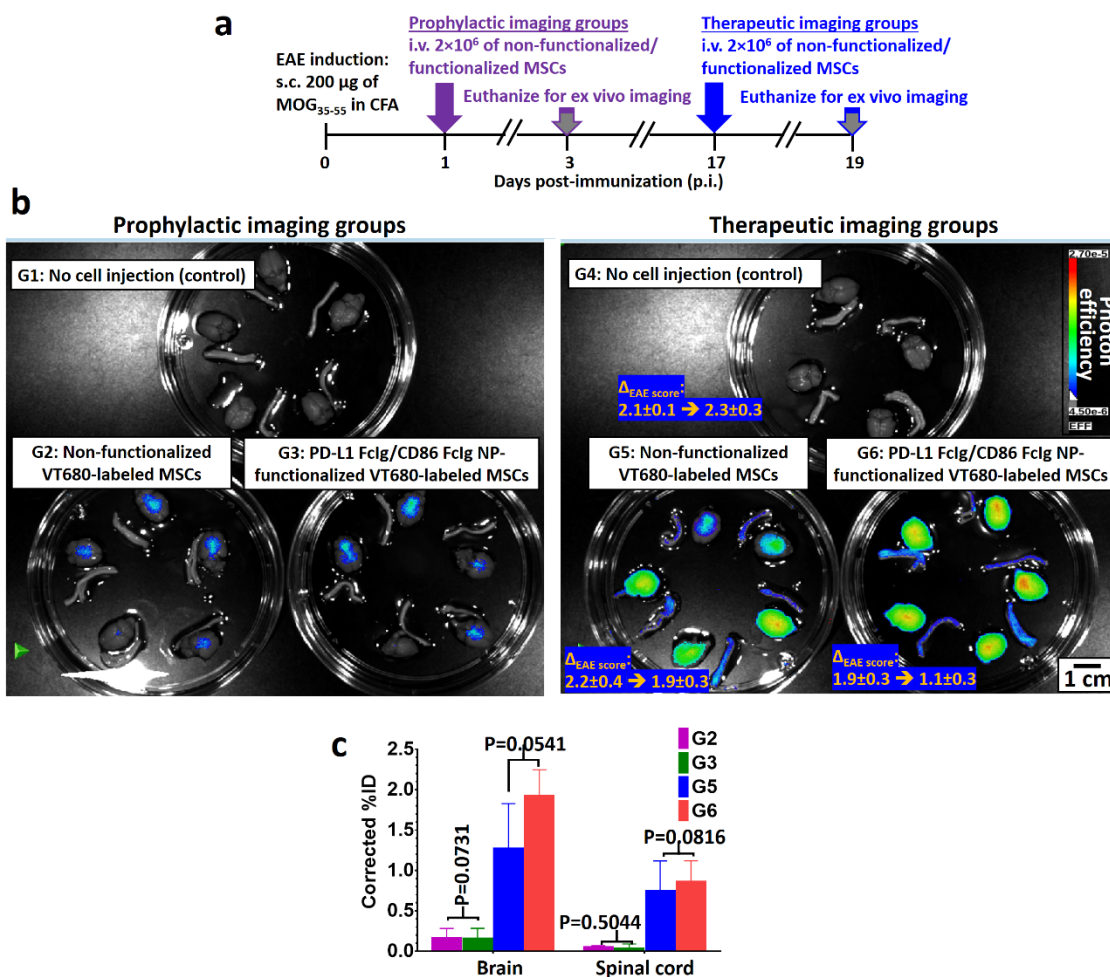 a
EAE induction:
s.c. 200 µg of
MOG35-55 in CFA
Prophylactic imaging groups
i.v. 2×10⁶ of non-functionalized/
functionalized MSCs
Euthanize for ex vivo imaging
Therapeutic imaging groups
i.v. 2×10⁶ of non-functionalized/
functionalized MSCs
Euthanize for ex vivo imaging
0 1 3 17 19
Days post-immunization (p.i.)
b
Prophylactic imaging groups
G1: No cell injection (control)
G2: Non-functionalized
VT680-labeled MSCs
G3: PD-L1 FcIg/CD86 FcIg NP-
functionalized VT680-labeled MSCs
Therapeutic imaging groups
G4: No cell injection (control)
2.70e-5
Photon
efficiency
4.50e-6
EFF
ΔEAE score:
2.1±0.1 ➔ 2.3±0.3
G5: Non-functionalized
VT680-labeled MSCs
G6: PD-L1 FcIg/CD86 FcIg NP-
functionalized VT680-labeled MSCs
ΔEAE score:
2.2±0.4 ➔ 1.9±0.3
ΔEAE score:
1.9±0.3 ➔ 1.1±0.3
1 cm
c
Corrected %ID
2.5
2.0
1.5
1.0
0.5
0.0
P=0.0731
P=0.0541
P=0.5044
P=0.0816
G2
G3
G5
G6
Brain
Spinal cord